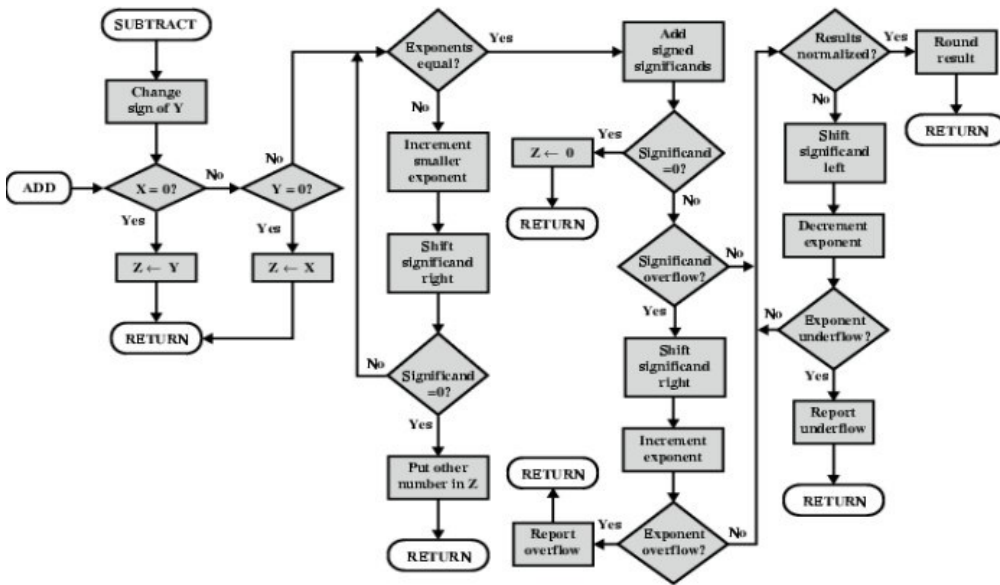 SUBTRACT
Change
sign of Y
ADD
X = 0?
No
Yes
Z ← Y
RETURN
No
Y = 0?
Yes
Z ← X
Exponents
equal?
Yes
No
Increment
smaller
exponent
Shift
significand
right
No
Significand
=0?
Yes
Put other
number in Z
RETURN
Add
signed
significands
Yes
Z ← 0
Significand
=0?
RETURN
No
Significand
overflow?
No
Yes
Shift
significand
right
Increment
exponent
RETURN
Report
overflow
Yes
Exponent
overflow?
No
Results
normalized?
Yes
Round
result
RETURN
No
Shift
significand
left
Decrement
exponent
No
Exponent
underflow?
Yes
Report
underflow
RETURN